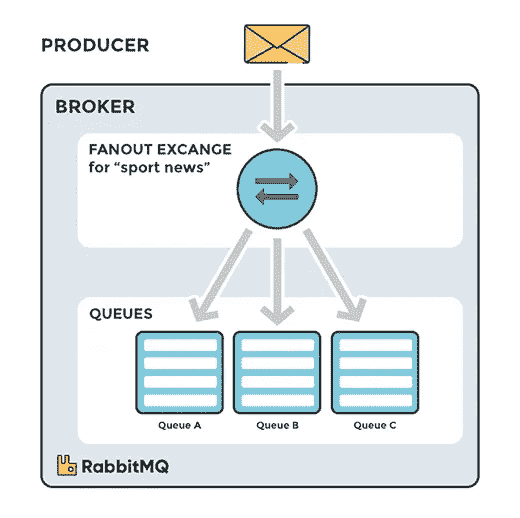 PRODUCER
BROKER
FANOUT EXCANGE
for “sport news”
QUEUES
Queue A
Queue B
Queue C
RabbitMQ